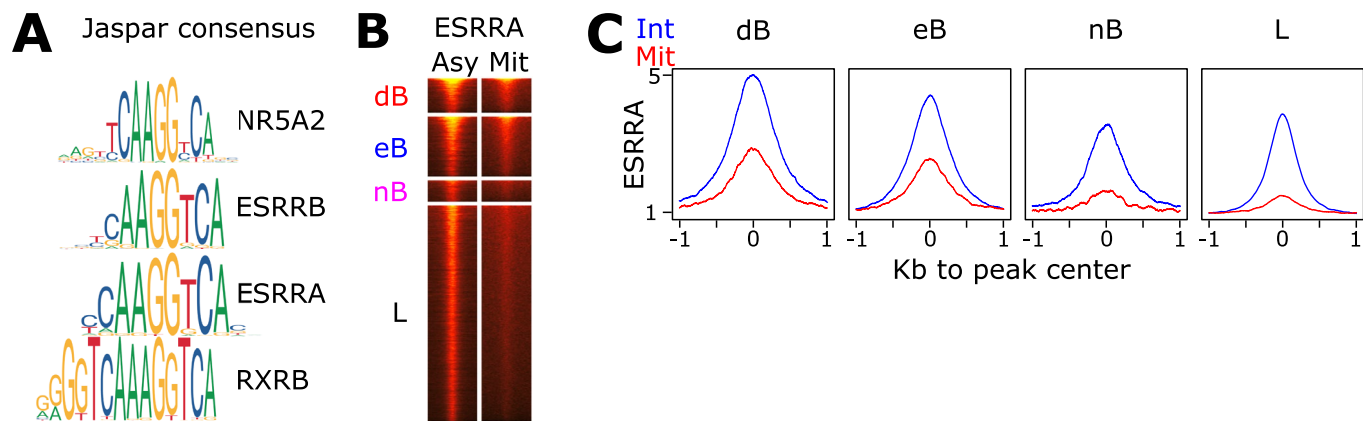 A
Jaspar consensus
NR5A2
ESRRB
ESRRA
RXRB
B
ESRRA
Asy Mit
dB
eB
nB
L
C
Int
Mit
dB
eB
nB
L
ESRRA
5
1
-1 0 1
-1 0 1
-1 0 1
-1 0 1
Kb to peak center